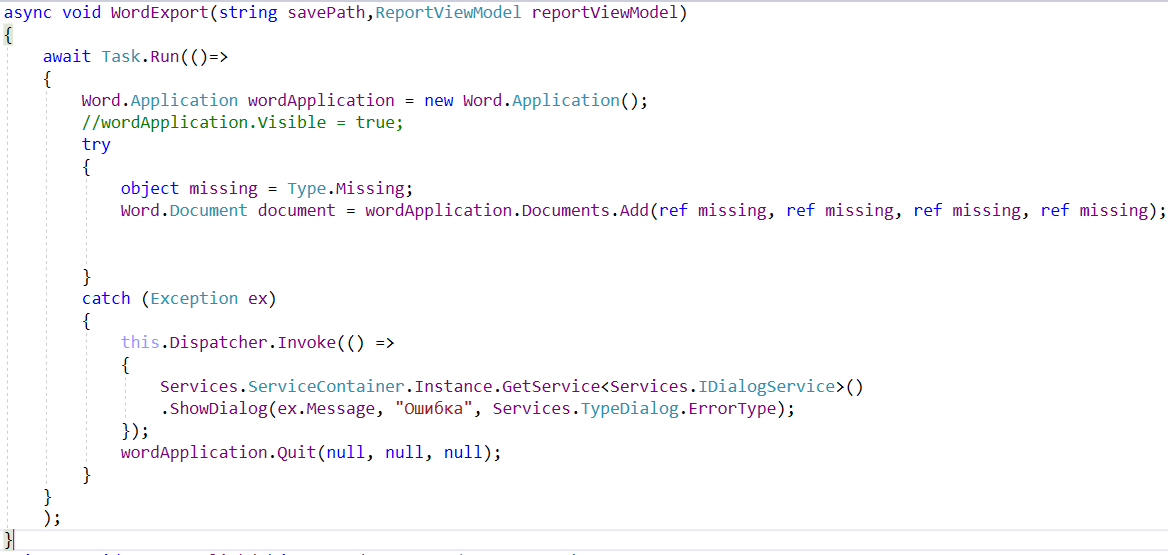 async void WordExport(string savePath,ReportViewModel reportViewModel)
{
await Task.Run(()=>
{
Word.Application wordApplication = new Word.Application();
//wordApplication.Visible = true;
try
{
object missing = Type.Missing;
Word.Document document = wordApplication.Documents.Add(ref missing, ref missing, ref missing, ref missing);
}
catch (Exception ex)
{
this.Dispatcher.Invoke(() =>
{
Services.ServiceContainer.Instance.GetService<Services.IDialogService>()
.ShowDialog(ex.Message, "Ошибка", Services.TypeDialog.ErrorType);
});
wordApplication.Quit(null, null, null);
}
}
);
}